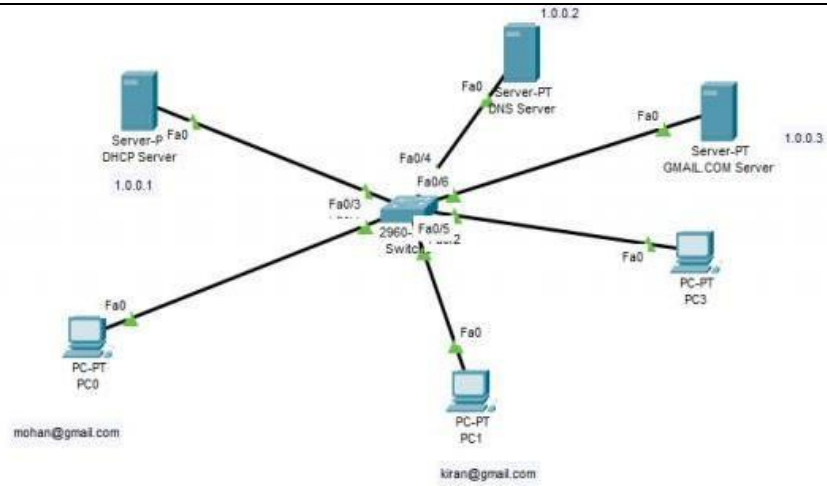 1.0.0.2
Fa0
Server-PT
DNS Server
Fa0
Server-PT
GMAIL.COM Server
1.0.0.3
Server-P
Fa0
DHCP Server
1.0.0.1
Fa0/4
Fa0/6
Fa0/3
Fa0/5
2960-
Switch
Fa0
PC-PT
PC3
Fa0
PC-PT
PC0
mohan@gmail.com
Fa0
PC-PT
PC1
kiran@gmail.com